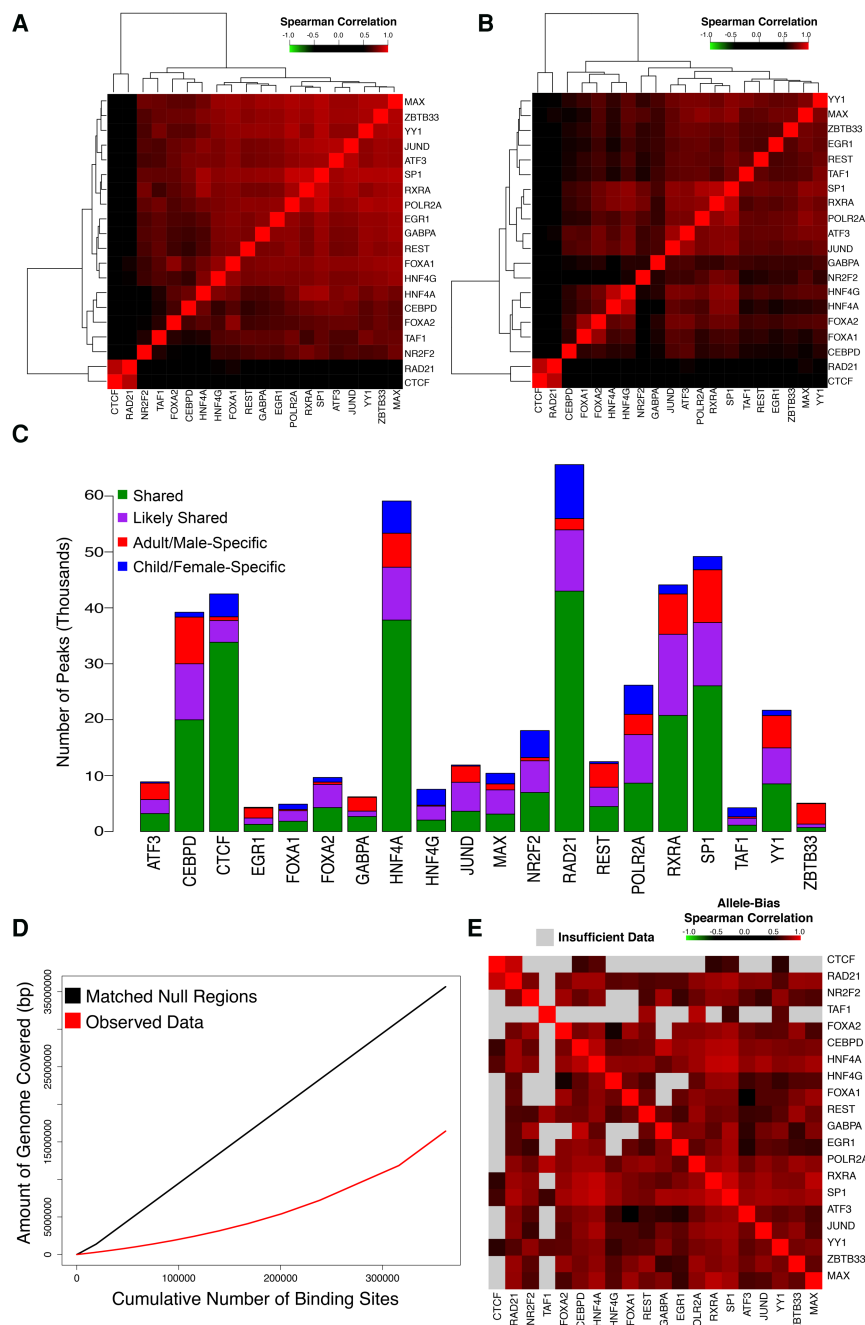 A
Spearman Correlation
-1.0 -0.5 0.0 0.5 1.0
MAX
ZBTB33
YY1
JUND
ATF3
SP1
RXRA
POLR2A
EGR1
GABPA
REST
FOXA1
HNF4G
HNF4A
CEBPD
FOXA2
TAF1
NR2F2
RAD21
CTCF
CTCF RAD21 NR2F2 TAF1 FOXA2 CEBPD HNF4A HNF4G FOXA1 REST GABPA EGR1 POLR2A RXRA SP1 ATF3 JUND YY1 ZBTB33 MAX
B
Spearman Correlation
-1.0 -0.5 0.0 0.5 1.0
YY1
MAX
ZBTB33
EGR1
REST
TAF1
SP1
RXRA
POLR2A
ATF3
JUND
GABPA
NR2F2
HNF4G
HNF4A
FOXA2
FOXA1
CEBPD
RAD21
CTCF
CTCF RAD21 CEBPD FOXA1 FOXA2 HNF4A HNF4G NR2F2 GABPA JUND ATF3 POLR2A RXRA SP1 TAF1 REST EGR1 ZBTB33 MAX YY1
C
Number of Peaks (Thousands)
60
50
40
30
20
10
0
Shared
Likely Shared
Adult/Male-Specific
Child/Female-Specific
ATF3 CEBPD CTCF EGR1 FOXA1 FOXA2 GABPA HNF4A HNF4G JUND MAX NR2F2 RAD21 REST POLR2A RXRA SP1 TAF1 YY1 ZBTB33
D
Amount of Genome Covered (bp)
35000000
25000000
15000000
5000000
0
Matched Null Regions
Observed Data
0 100000 200000 300000
Cumulative Number of Binding Sites
E
Insufficient Data
Allele-Bias
Spearman Correlation
-1.0 -0.5 0.0 0.5 1.0
CTCF
RAD21
NR2F2
TAF1
FOXA2
CEBPD
HNF4A
HNF4G
FOXA1
REST
GABPA
EGR1
POLR2A
RXRA
SP1
ATF3
JUND
YY1
ZBTB33
MAX
CTCF RAD21 NR2F2 TAF1 FOXA2 CEBPD HNF4A HNF4G FOXA1 REST GABPA EGR1 POLR2A RXRA SP1 ATF3 JUND YY1 BTB33 MAX